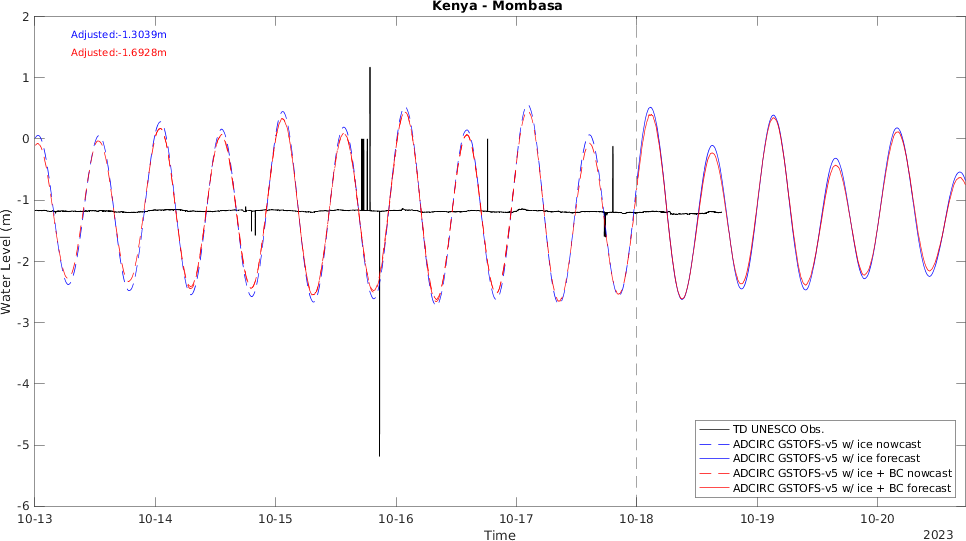 Kenya - Mombasa
Adjusted:-1.3039m
Adjusted:-1.6928m
Water Level (m)
2
1
0
-1
-2
-3
-4
-5
-6
TD UNESCO Obs.
ADCIRC GSTOFS-v5 w/ ice nowcast
ADCIRC GSTOFS-v5 w/ ice forecast
ADCIRC GSTOFS-v5 w/ ice + BC nowcast
ADCIRC GSTOFS-v5 w/ ice + BC forecast
10-13 10-14 10-15 10-16 10-17 10-18 10-19 10-20
Time
2023